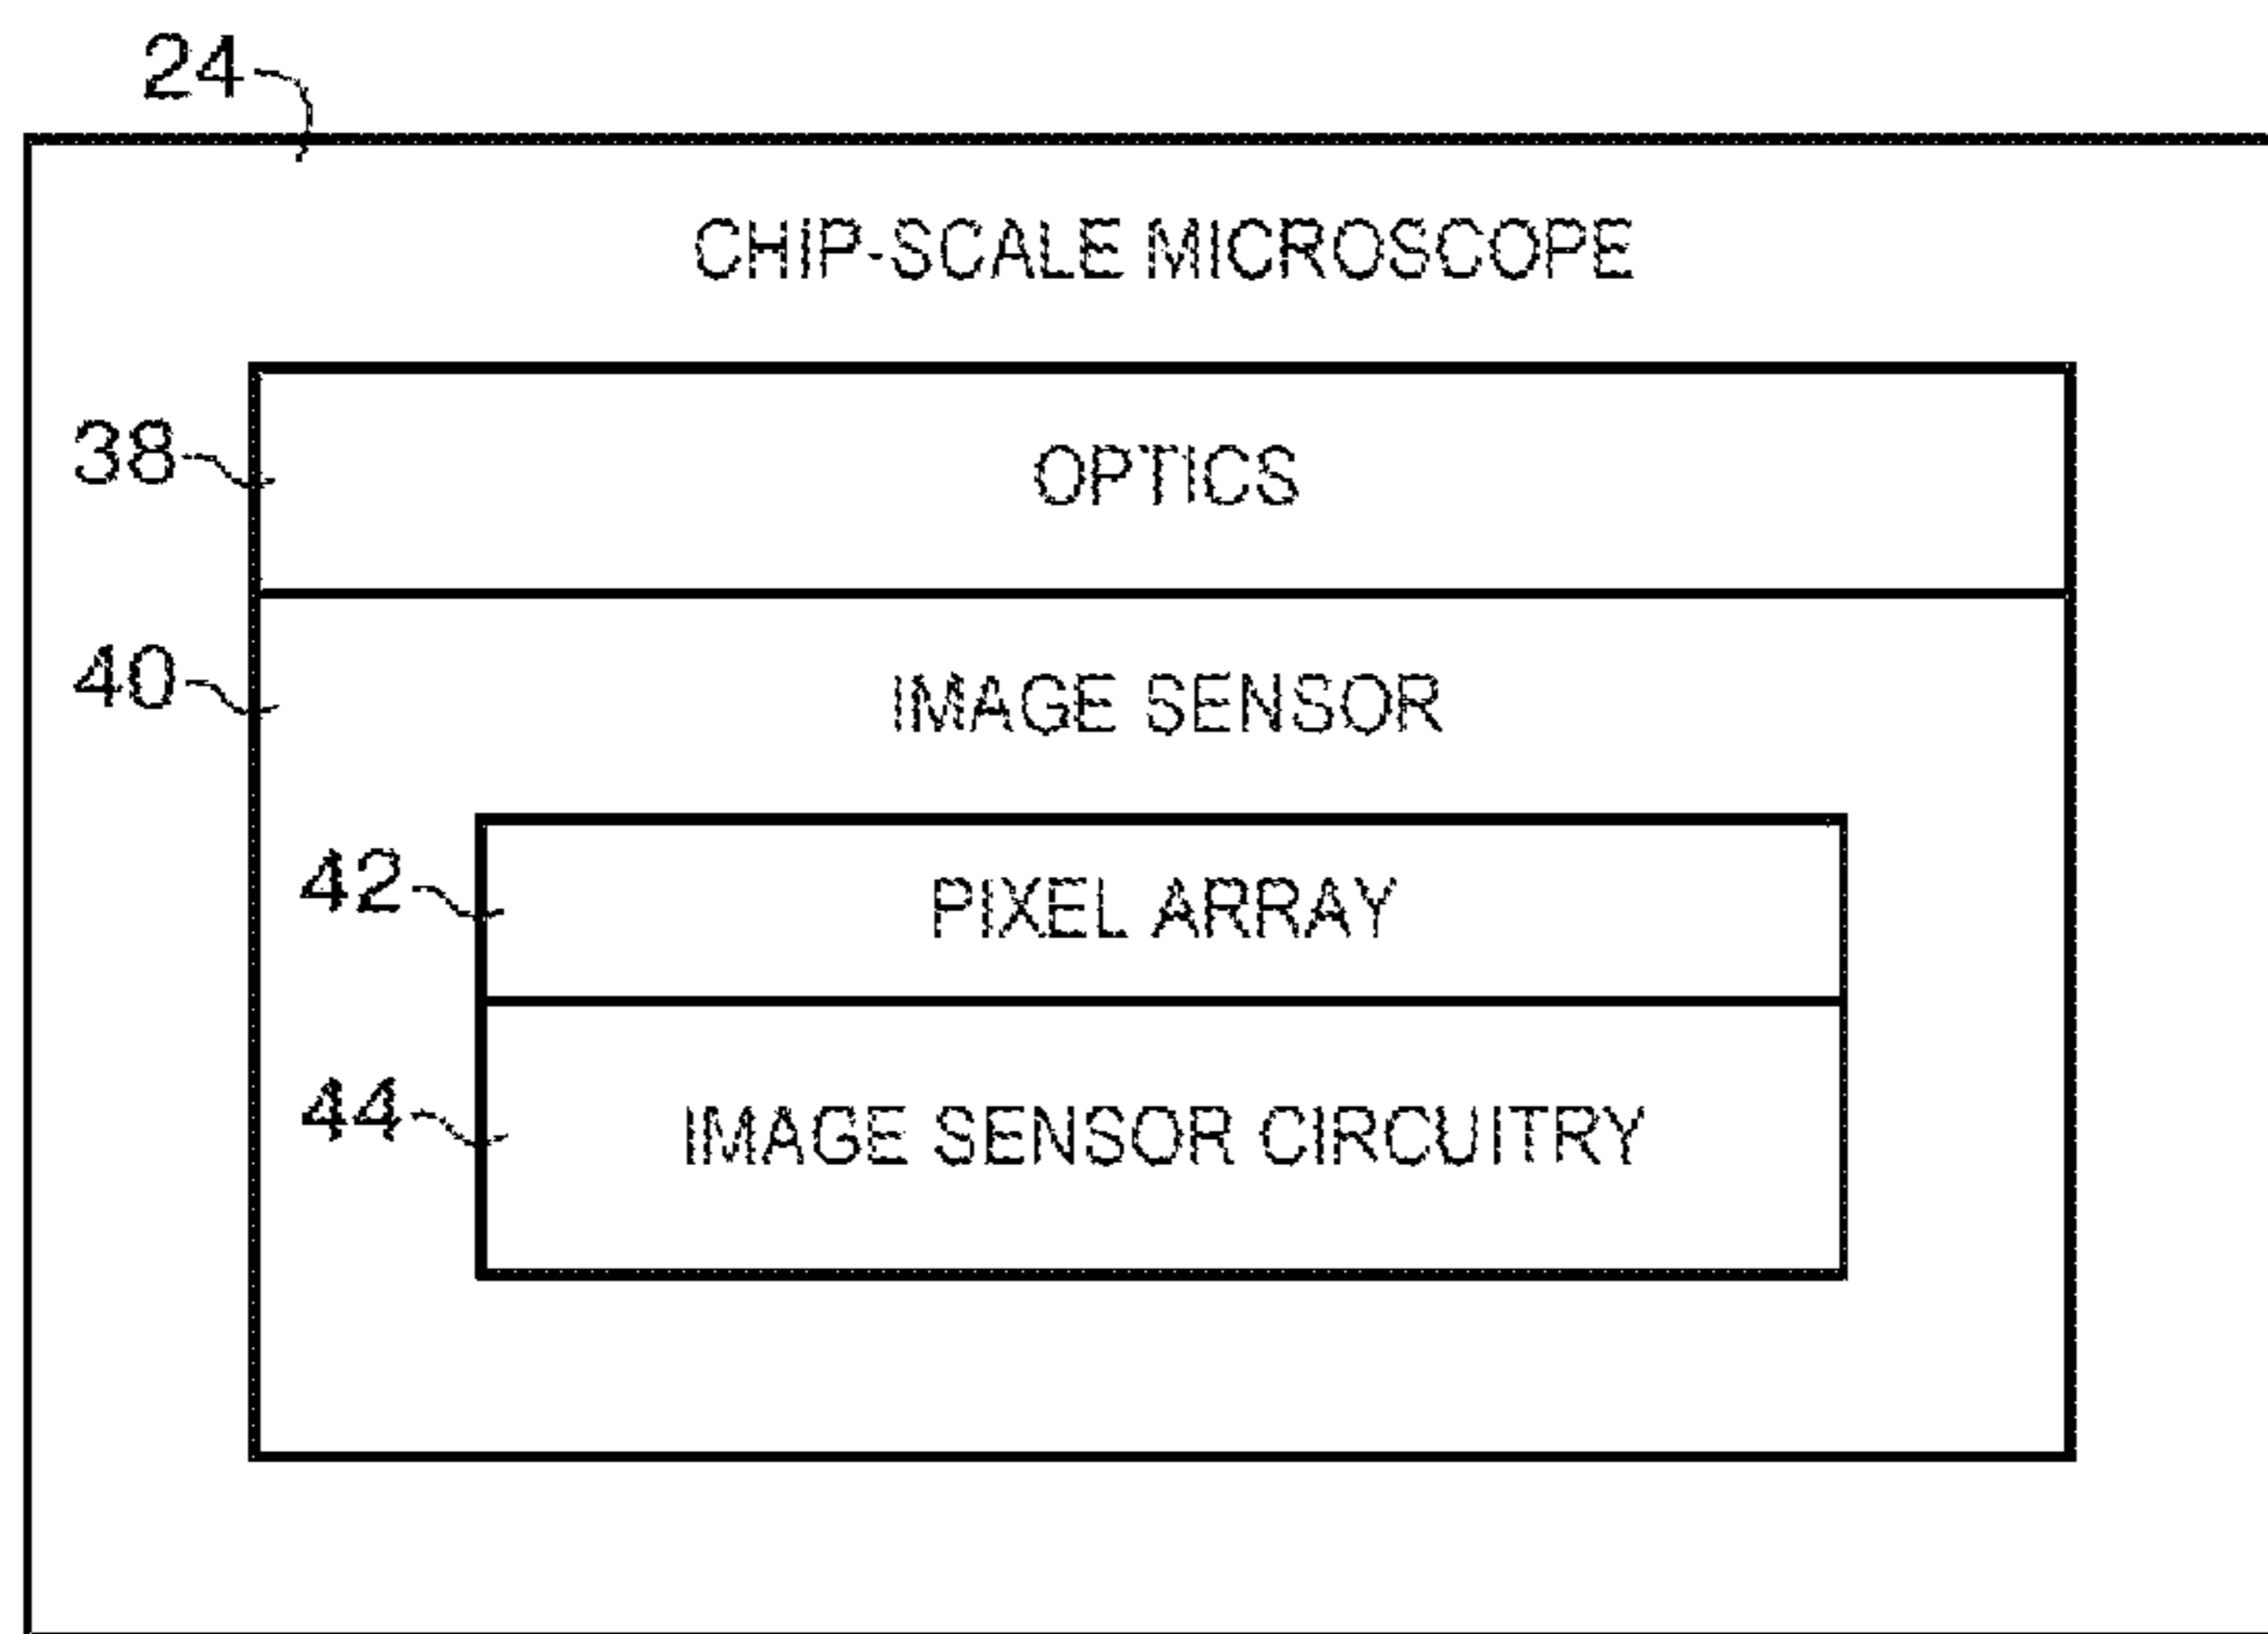 24
CHIP-SCALE MICROSCOPE
38
OPTICS
40
IMAGE SENSOR
42
PIXEL ARRAY
44
IMAGE SENSOR CIRCUITRY